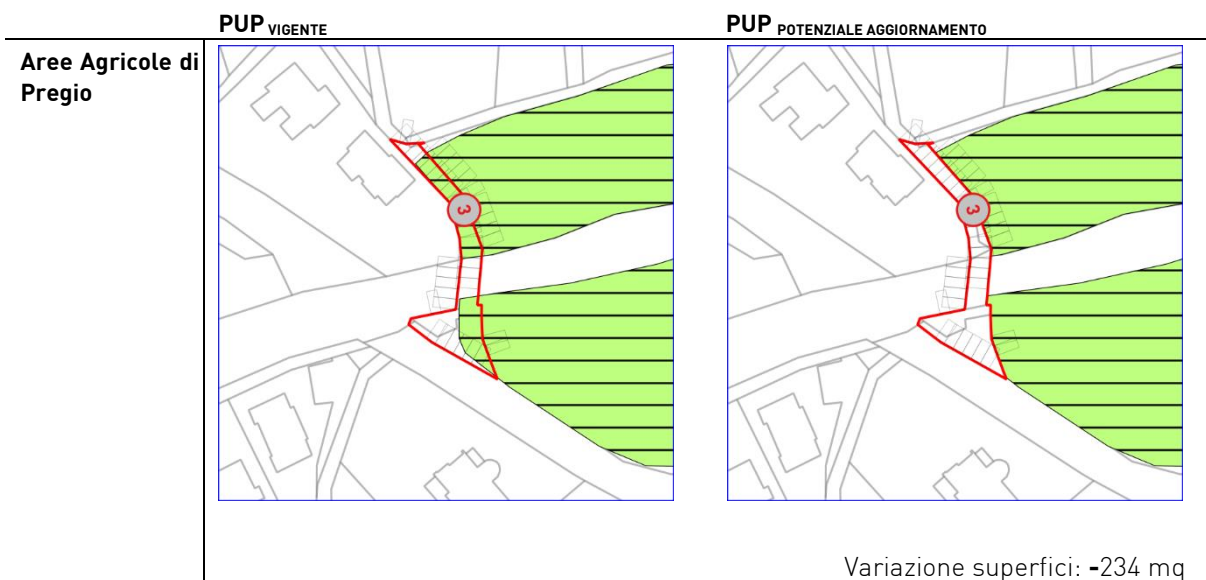 PUP VIGENTE
PUP POTENZIALE AGGIORNAMENTO
Aree Agricole di
Pregio
3
3
Variazione superfici: -234 mq